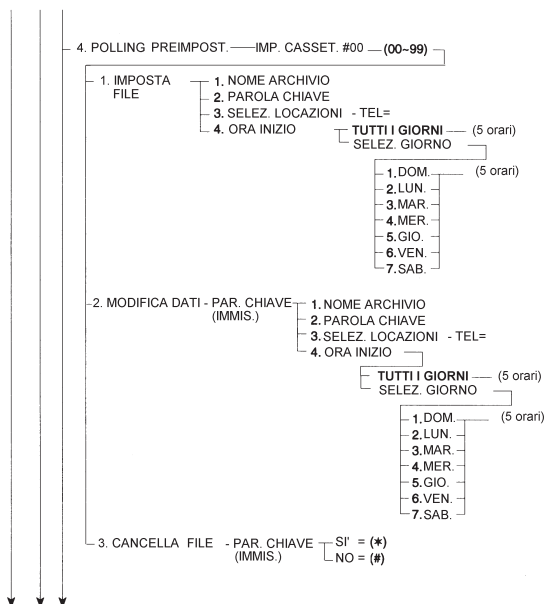 4. POLLING PREIMPOST. IMP. CASSET. #00 (00~99)
1. IMPOSTA FILE
1. NOME ARCHIVIO
2. PAROLA CHIAVE
3. SELEZ. LOCAZIONI - TEL=
4. ORA INIZIO
TUTTI I GIORNI (5 orari)
SELEZ. GIORNO
1. DOM. (5 orari)
2. LUN.
3. MAR.
4. MER.
5. GIO.
6. VEN.
7. SAB.
2. MODIFICA DATI - PAR. CHIAVE (IMMIS.)
1. NOME ARCHIVIO
2. PAROLA CHIAVE
3. SELEZ. LOCAZIONI - TEL=
4. ORA INIZIO
TUTTI I GIORNI (5 orari)
SELEZ. GIORNO
1. DOM. (5 orari)
2. LUN.
3. MAR.
4. MER.
5. GIO.
6. VEN.
7. SAB.
3. CANCELLA FILE - PAR. CHIAVE (IMMIS.)
SI' = (*)
NO = (#)